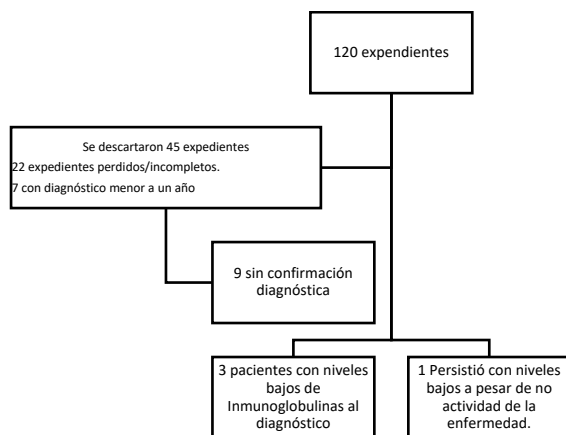 120 expendientes
Se descartaron 45 expedientes
22 expedientes perdidos/incompletos.
7 con diagnóstico menor a un año
9 sin confirmación
diagnóstica
3 pacientes con niveles
bajos de
Inmunoglobulinas al
diagnóstico
1 Persistió con niveles
bajos a pesar de no
actividad de la
enfermedad.